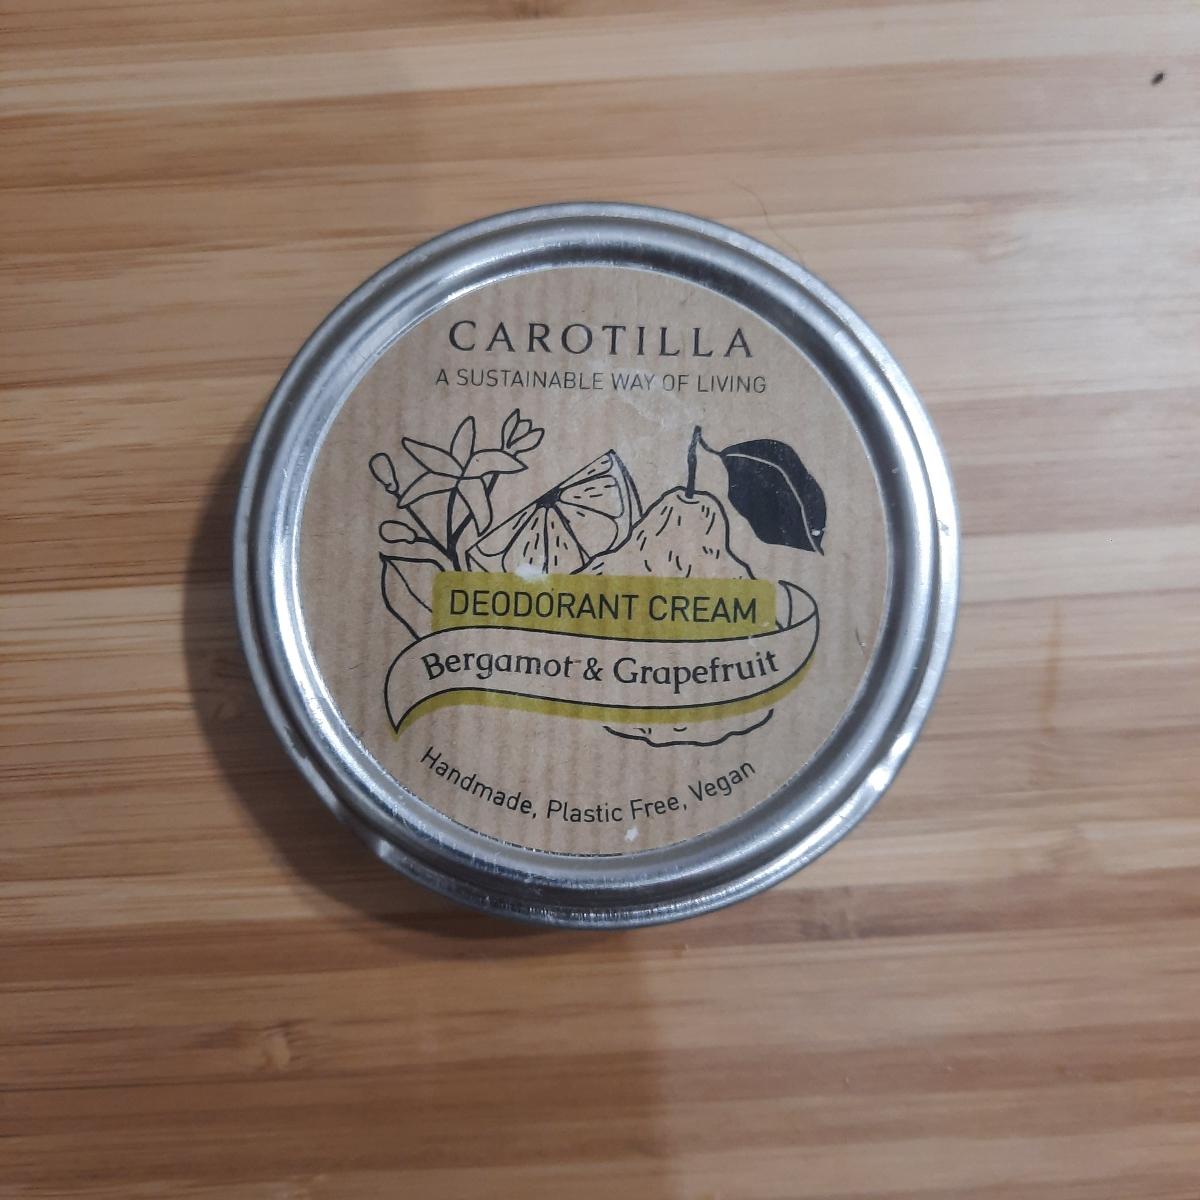 CAROTILLA
A SUSTAINABLE WAY OF LIVING
DEODORANT CREAM
Bergamot & Grapefruit
Handmade, Plastic Free, Vegan